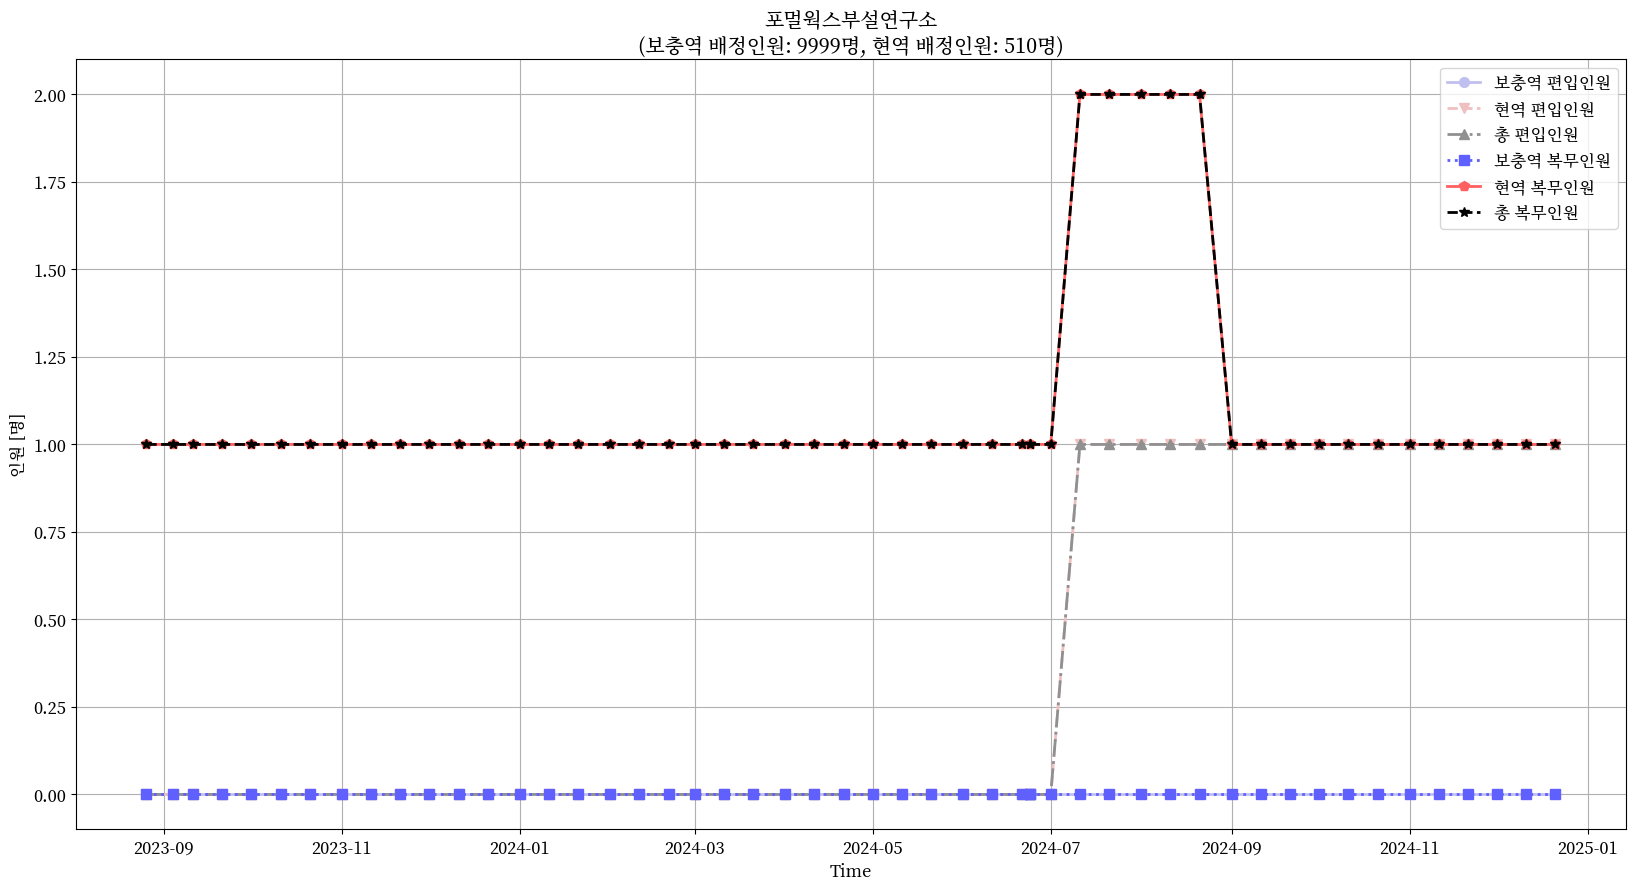 포멀웍스부설연구소
(보충역 배정인원: 9999명, 현역 배정인원: 510명)
보충역 편입인원
현역 편입인원
총 편입인원
보충역 복무인원
현역 복무인원
총 복무인원
2.00
1.75
1.50
1.25
1.00
0.75
0.50
0.25
0.00
인원 [명]
2023-09
2023-11
2024-01
2024-03
2024-05
2024-07
2024-09
2024-11
2025-01
Time